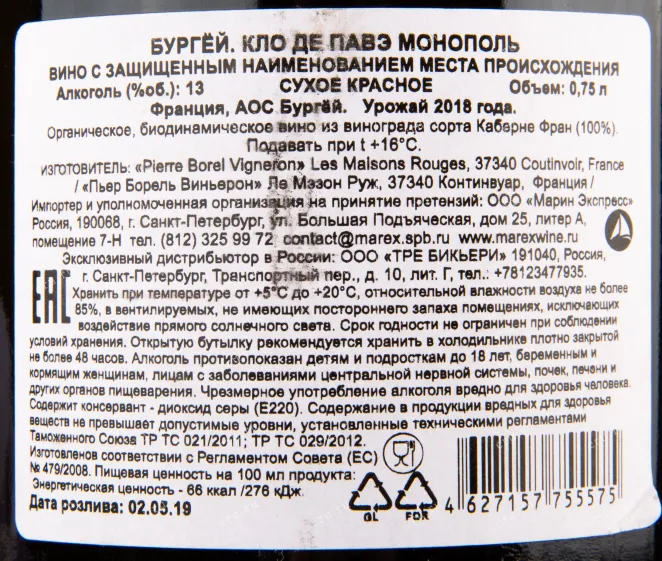 БУРГЁЙ. КЛО ДЕ ПАВЭ МОНОПОЛЬ
ВИНО С ЗАЩИЩЕННЫМ НАИМЕНОВАНИЕМ МЕСТА ПРОИСХОЖДЕНИЯ
Алкоголь (%об.): 13 СУХОЕ КРАСНОЕ Объем: 0,75 л
Франция, АОС Бургёй. Урожай 2018 года.
Органическое, биодинамическое вино из винограда сорта Каберне Фран (100%).
Подавать при t +16°C.
ИЗГОТОВИТЕЛЬ: «Pierre Borel Vigneron» Les Maisons Rouges, 37340 Coutinvoir, France
/ «Пьер Борель Виньерон» Ле Мэзон Руж, 37340 Континвуар, Франция /
Импортер и уполномоченная организация на принятие претензий: ООО «Марин Экспресс»
Россия, 190068, г. Санкт-Петербург, ул. Большая Подъяческая, дом 25, литер А,
помещение 7-Н тел. (812) 325 99 72 contact@marex.spb.ru www.marexwine.ru
Эксклюзивный дистрибьютор в России: ООО «ТРЕ БИКЬЕРИ» 191040, Россия,
г. Санкт-Петербург, Транспортный пер., д. 10, лит. Г, тел.: +78123477935.
ЕАС
Хранить при температуре от +5°C до +20°C, относительной влажности воздуха не более
85%, в вентилируемых, не имеющих постороннего запаха помещениях, исключающих
воздействие прямого солнечного света. Срок годности не ограничен при соблюдении
условий хранения. Открытую бутылку рекомендуется хранить в холодильнике плотно закрытой
не более 48 часов. Алкоголь противопоказан детям и подросткам до 18 лет, беременным и
кормящим женщинам, лицам с заболеваниями центральной нервной системы, почек, печени и
других органов пищеварения. Чрезмерное употребление алкоголя вредно для здоровья человека.
Содержит консервант - диоксид серы (Е220). Содержание в продукции вредных для здоровья
веществ не превышает допустимые уровни, установленные техническими регламентами
Таможенного Союза ТР ТС 021/2011; ТР ТС 029/2012.
Изготовлено в соответствии с Регламентом Совета (ЕС)
№ 479/2008. Пищевая ценность на 100 мл продукта:
Энергетическая ценность - 66 ккал /276 кДж.
Дата розлива: 02.05.19
GL FOR
4 627157 755575